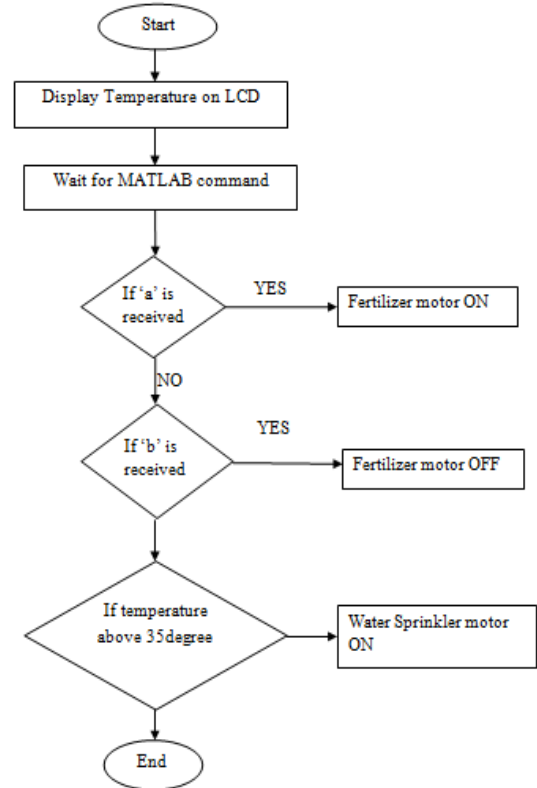 Start
Display Temperature on LCD
Wait for MATLAB command
If ‘a’ is
received
YES
Fertilizer motor ON
NO
If ‘b’ is
received
YES
Fertilizer motor OFF
If temperature
above 35degree
Water Sprinkler motor
ON
End